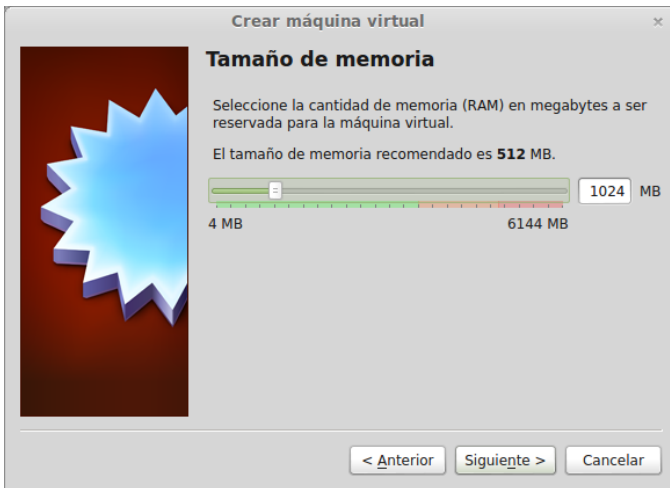 Crear máquina virtual
Tamaño de memoria
Seleccione la cantidad de memoria (RAM) en megabytes a ser
reservada para la máquina virtual.
El tamaño de memoria recomendado es 512 MB.
1024 MB
4 MB 6144 MB
< Anterior Siguiente > Cancelar